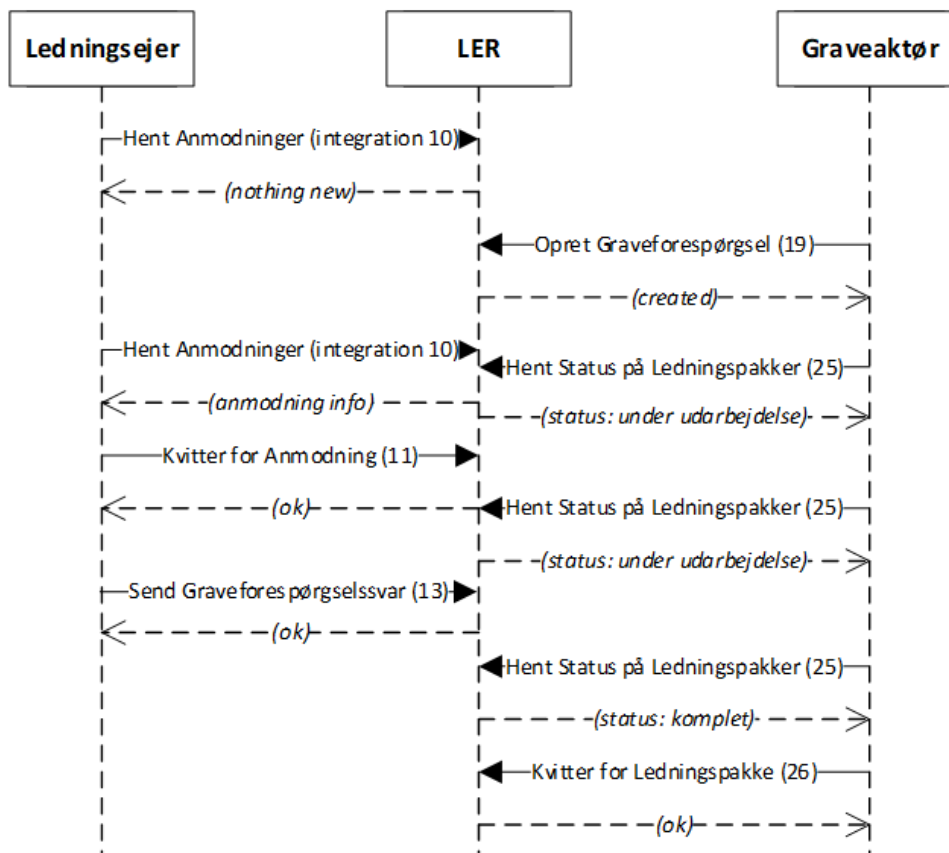 Ledningsejer
LER
Graveaktør
Hent Anmodninger (integration 10)
(nothing new)
Opret Graveforespørgsel (19)
(created)
Hent Anmodninger (integration 10)
Hent Status på Ledningspakker (25)
(anmodning info)
(status: under udarbejdelse)
Kvitter for Anmodning (11)
(ok)
Hent Status på Ledningspakker (25)
(status: under udarbejdelse)
Send Graveforespørgselssvar (13)
(ok)
Hent Status på Ledningspakker (25)
(status: komplet)
Kvitter for Ledningspakke (26)
(ok)